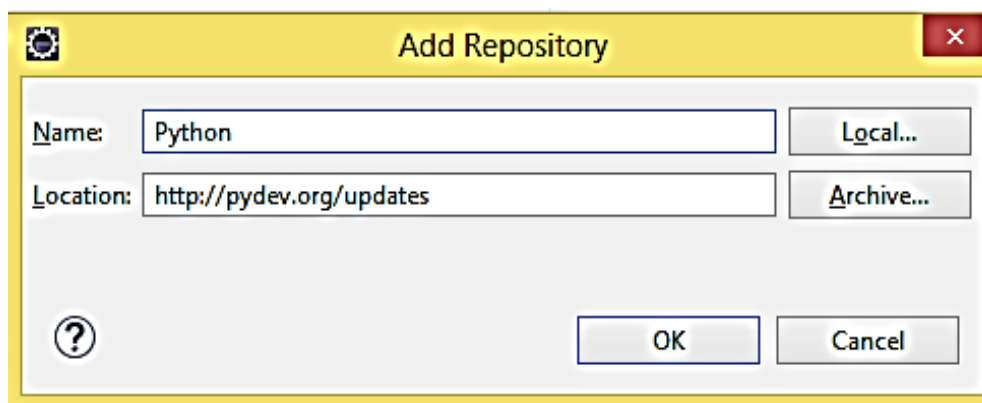 Add Repository
Name: Python Local...
Location: http://pydev.org/updates Archive...
? OK Cancel